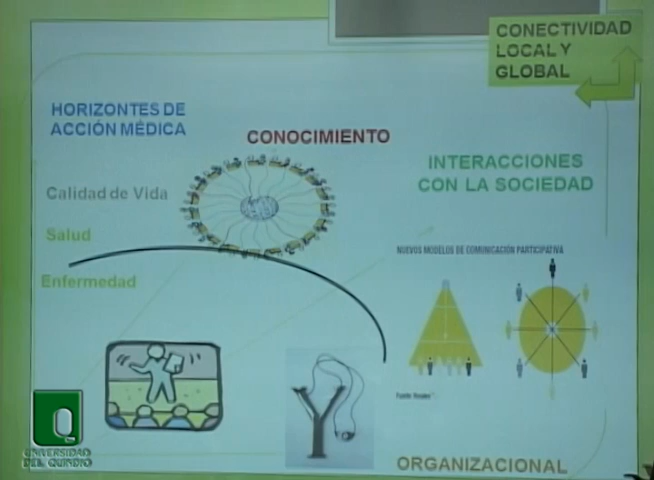 CONECTIVIDAD
LOCAL Y
GLOBAL
HORIZONTES DE
ACCIÓN MÉDICA
CONOCIMIENTO
INTERACCIONES
CON LA SOCIEDAD
Calidad de Vida
Salud
Enfermedad
NUEVOS MODELOS DE COMUNICACIÓN PARTICIPATIVA
UNIVERSIDAD
DEL QUINDÍO
ORGANIZACIONAL